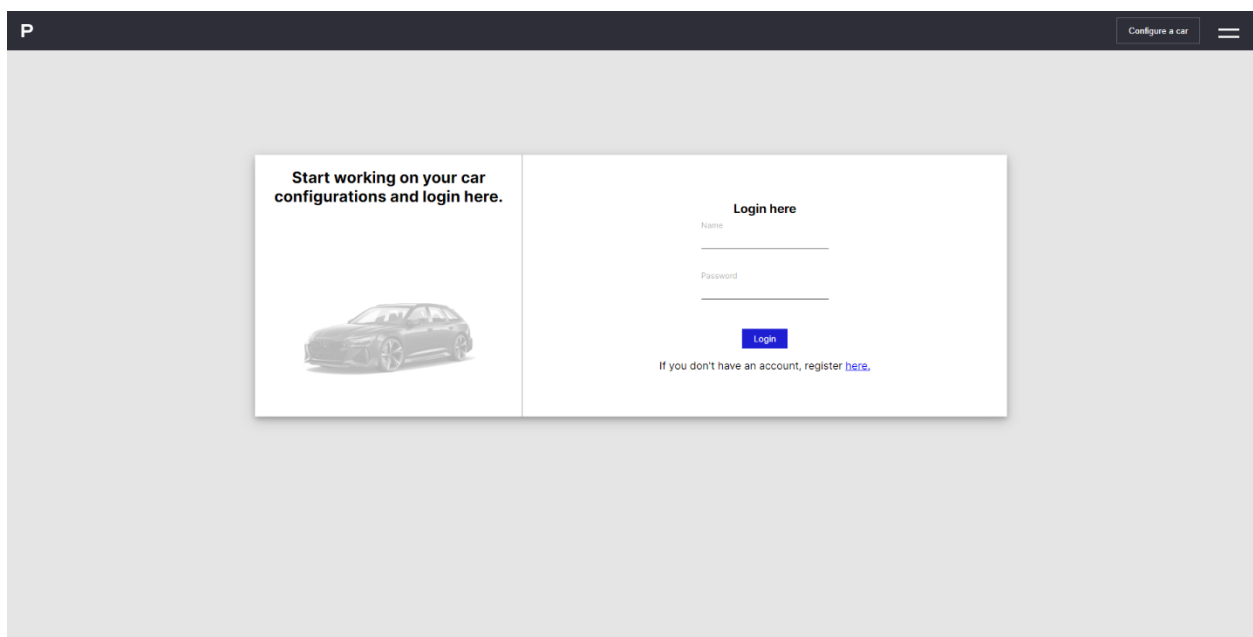 P
Configure a car
Start working on your car
configurations and login here.
Login here
Name
Password
Login
If you don't have an account, register here.